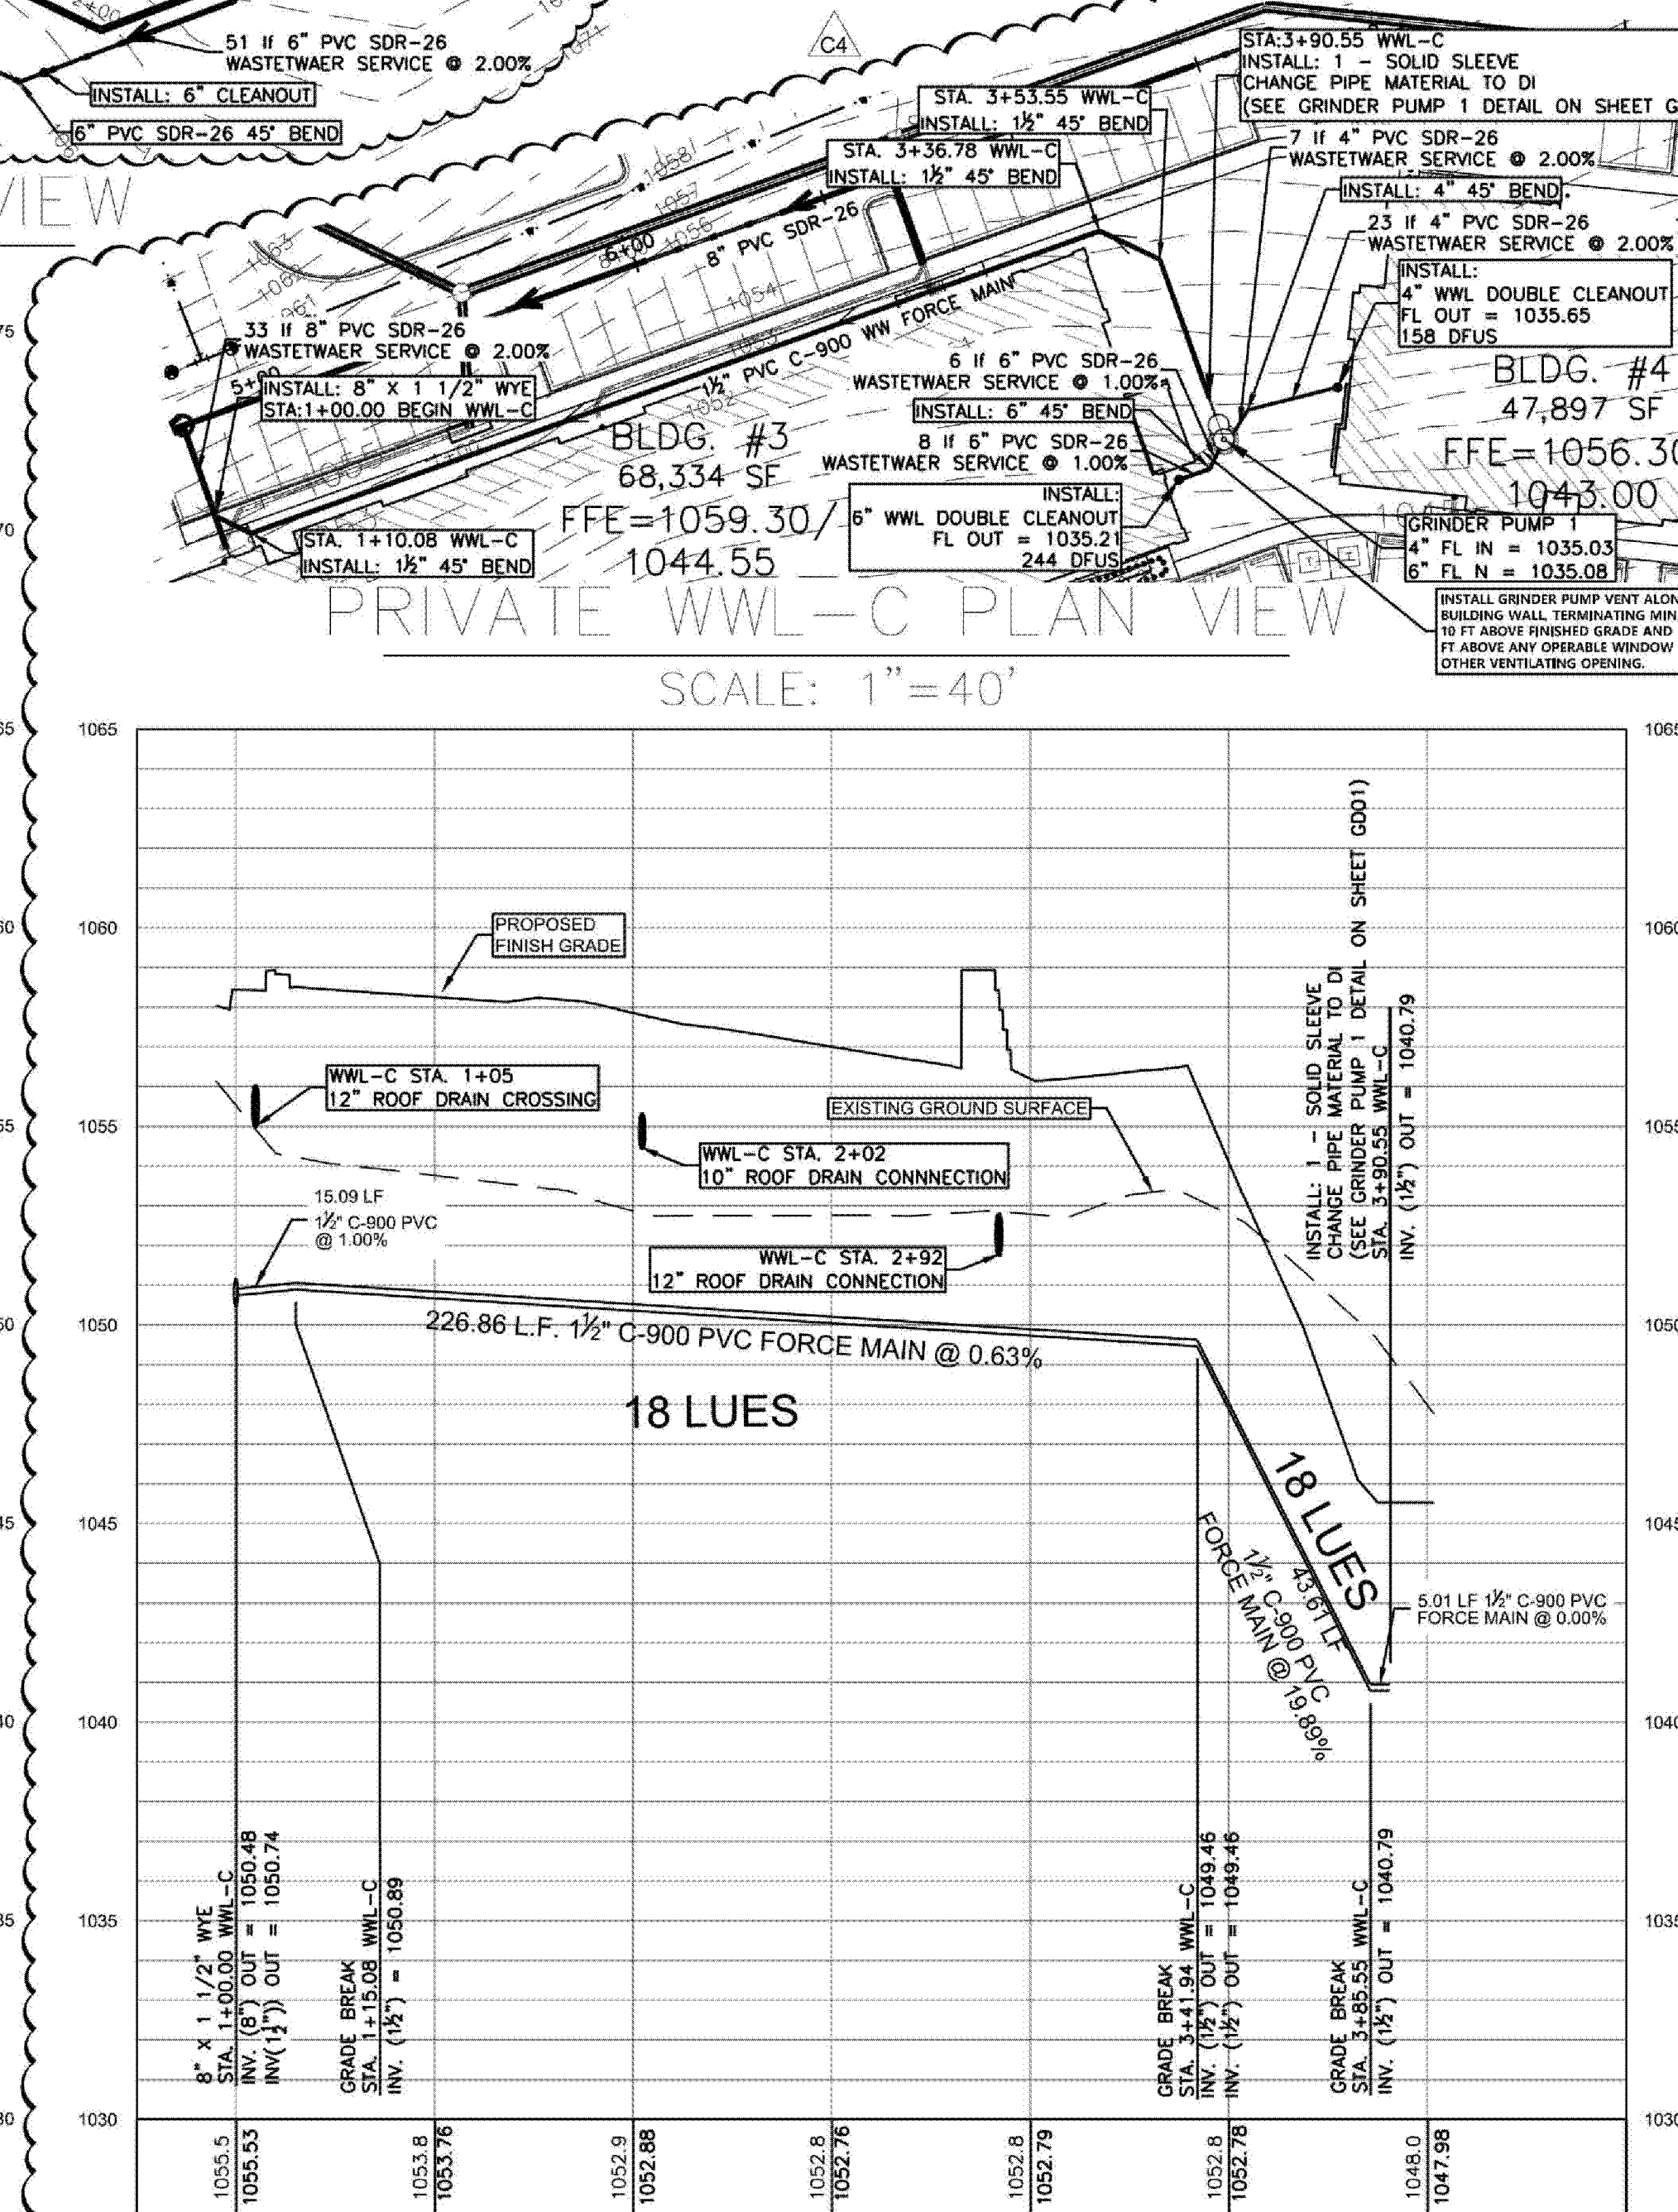 51 lf 6" PVC SDR-26
WASTETWAER SERVICE @ 2.00%
INSTALL: 6" CLEANOUT
6" PVC SDR-26 45° BEND
VIEW
C4
STA. 3+53.55 WWL-C
INSTALL: 1½" 45° BEND
STA. 3+36.78 WWL-C
INSTALL: 1½" 45° BEND
STA:3+90.55 WWL-C
INSTALL: 1 - SOLID SLEEVE
CHANGE PIPE MATERIAL TO DI
(SEE GRINDER PUMP 1 DETAIL ON SHEET G
7 lf 4" PVC SDR-26
WASTETWAER SERVICE @ 2.00%
INSTALL: 4" 45° BEND.
23 lf 4" PVC SDR-26
WASTETWAER SERVICE @ 2.00%
INSTALL:
4" WWL DOUBLE CLEANOUT
FL OUT = 1035.65
158 DFUS
BLDG. #4
47,897 SF
FFE=1056.30
1043.00
1058
1057
1056
6+00
8" PVC SDR-26
1054
1063
1½" PVC C-900 WW FORCE MAIN
1052
33 lf 8" PVC SDR-26
WASTETWAER SERVICE @ 2.00%
5+00
INSTALL: 8" X 1 1/2" WYE
STA:1+00.00 BEGIN WWL-C
6 lf 6" PVC SDR-26
WASTETWAER SERVICE @ 1.00%
INSTALL: 6" 45° BEND
8 lf 6" PVC SDR-26
WASTETWAER SERVICE @ 1.00%
BLDG. #3
68,334 SF
FFE=1059.30/
1044.55
INSTALL:
6" WWL DOUBLE CLEANOUT
FL OUT = 1035.21
244 DFUS
STA. 1+10.08 WWL-C
INSTALL: 1½" 45° BEND
GRINDER PUMP 1
4" FL IN = 1035.03
6" FL N = 1035.08
INSTALL GRINDER PUMP VENT ALON
BUILDING WALL, TERMINATING MIN
10 FT ABOVE FINISHED GRADE AND
FT ABOVE ANY OPERABLE WINDOW
OTHER VENTILATING OPENING.
PRIVATE WWL-C PLAN VIEW
SCALE: 1"=40'
1065
1060
1055
1050
1045
1040
1035
1030
PROPOSED
FINISH GRADE
WWL-C STA. 1+05
12" ROOF DRAIN CROSSING
EXISTING GROUND SURFACE
WWL-C STA. 2+02
10" ROOF DRAIN CONNNECTION
WWL-C STA. 2+92
12" ROOF DRAIN CONNECTION
15.09 LF
1½" C-900 PVC
@ 1.00%
226.86 L.F. 1½" C-900 PVC FORCE MAIN @ 0.63%
18 LUES
18 LUES
43.61 LF
1½" C-900 PVC
FORCE MAIN @ 19.89%
5.01 LF 1½" C-900 PVC
FORCE MAIN @ 0.00%
INSTALL: 1 - SOLID SLEEVE
CHANGE PIPE MATERIAL TO DI
(SEE GRINDER PUMP 1 DETAIL ON SHEET GD01)
STA. 3+90.55 WWL-C
INV. (1½") OUT = 1040.79
8" X 1 1/2" WYE
STA. 1+00.00 WWL-C
INV. (8") OUT = 1050.48
INV(1½")) OUT = 1050.74
GRADE BREAK
STA. 1+15.08 WWL-C
INV. (1½") = 1050.89
GRADE BREAK
STA. 3+41.94 WWL-C
INV. (1½") OUT = 1049.46
INV. (1½") OUT = 1049.46
GRADE BREAK
STA. 3+85.55 WWL-C
INV. (1½") OUT = 1040.79
1055.5
1055.53
1053.8
1053.76
1052.9
1052.88
1052.8
1052.76
1052.8
1052.79
1052.8
1052.78
1048.0
1047.98